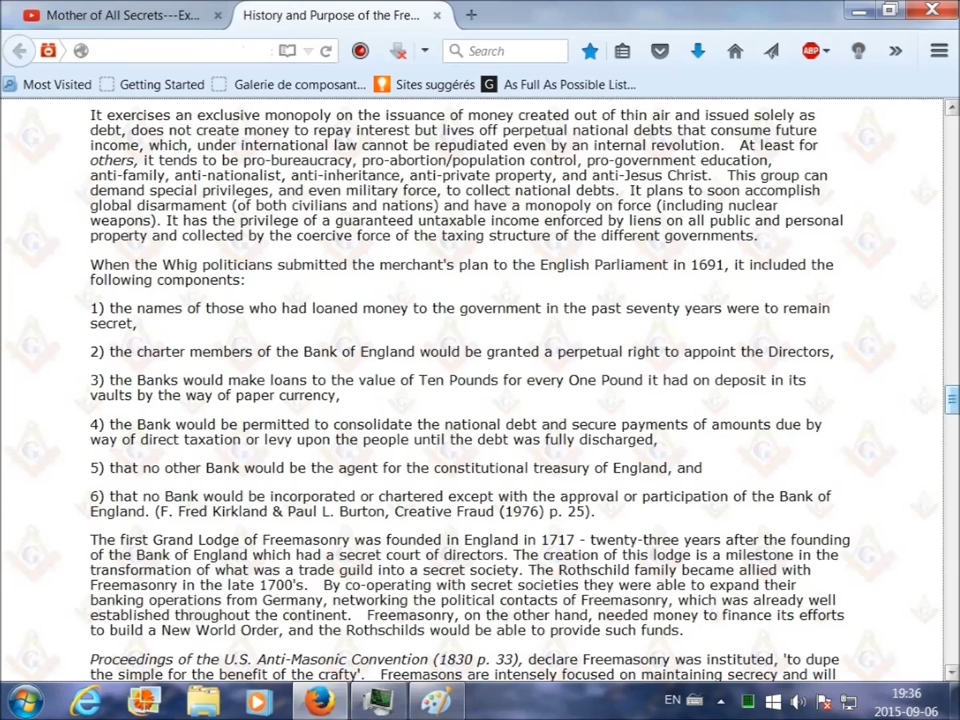 Mother of All Secrets---Ex...
History and Purpose of the Fre...
Search
ABP
Most Visited
Getting Started
Galerie de composant...
Sites suggérés
G
As Full As Possible List...
It exercises an exclusive monopoly on the issuance of money created out of thin air and issued solely as
debt, does not create money to repay interest but lives off perpetual national debts that consume future
income, which, under international law cannot be repudiated even by an internal revolution. At least for
others, it tends to be pro-bureaucracy, pro-abortion/population control, pro-government education,
anti-family, anti-nationalist, anti-inheritance, anti-private property, and anti-Jesus Christ. This group can
demand special privileges, and even military force, to collect national debts. It plans to soon accomplish
global disarmament (of both civilians and nations) and have a monopoly on force (including nuclear
weapons). It has the privilege of a guaranteed untaxable income enforced by liens on all public and personal
property and collected by the coercive force of the taxing structure of the different governments.
When the Whig politicians submitted the merchant's plan to the English Parliament in 1691, it included the
following components:
1) the names of those who had loaned money to the government in the past seventy years were to remain
secret,
2) the charter members of the Bank of England would be granted a perpetual right to appoint the Directors,
3) the Banks would make loans to the value of Ten Pounds for every One Pound it had on deposit in its
vaults by the way of paper currency,
4) the Bank would be permitted to consolidate the national debt and secure payments of amounts due by
way of direct taxation or levy upon the people until the debt was fully discharged,
5) that no other Bank would be the agent for the constitutional treasury of England, and
6) that no Bank would be incorporated or chartered except with the approval or participation of the Bank of
England. (F. Fred Kirkland & Paul L. Burton, Creative Fraud (1976) p. 25).
The first Grand Lodge of Freemasonry was founded in England in 1717 - twenty-three years after the founding
of the Bank of England which had a secret court of directors. The creation of this lodge is a milestone in the
transformation of what was a trade guild into a secret society. The Rothschild family became allied with
Freemasonry in the late 1700's. By co-operating with secret societies they were able to expand their
banking operations from Germany, networking the political contacts of Freemasonry, which was already well
established throughout the continent. Freemasonry, on the other hand, needed money to finance its efforts
to build a New World Order, and the Rothschilds would be able to provide such funds.
Proceedings of the U.S. Anti-Masonic Convention (1830 p. 33), declare Freemasonry was instituted, 'to dupe
the simple for the benefit of the crafty'. Freemasons are intensely focused on maintaining secrecy and will
EN
19:36
2015-09-06